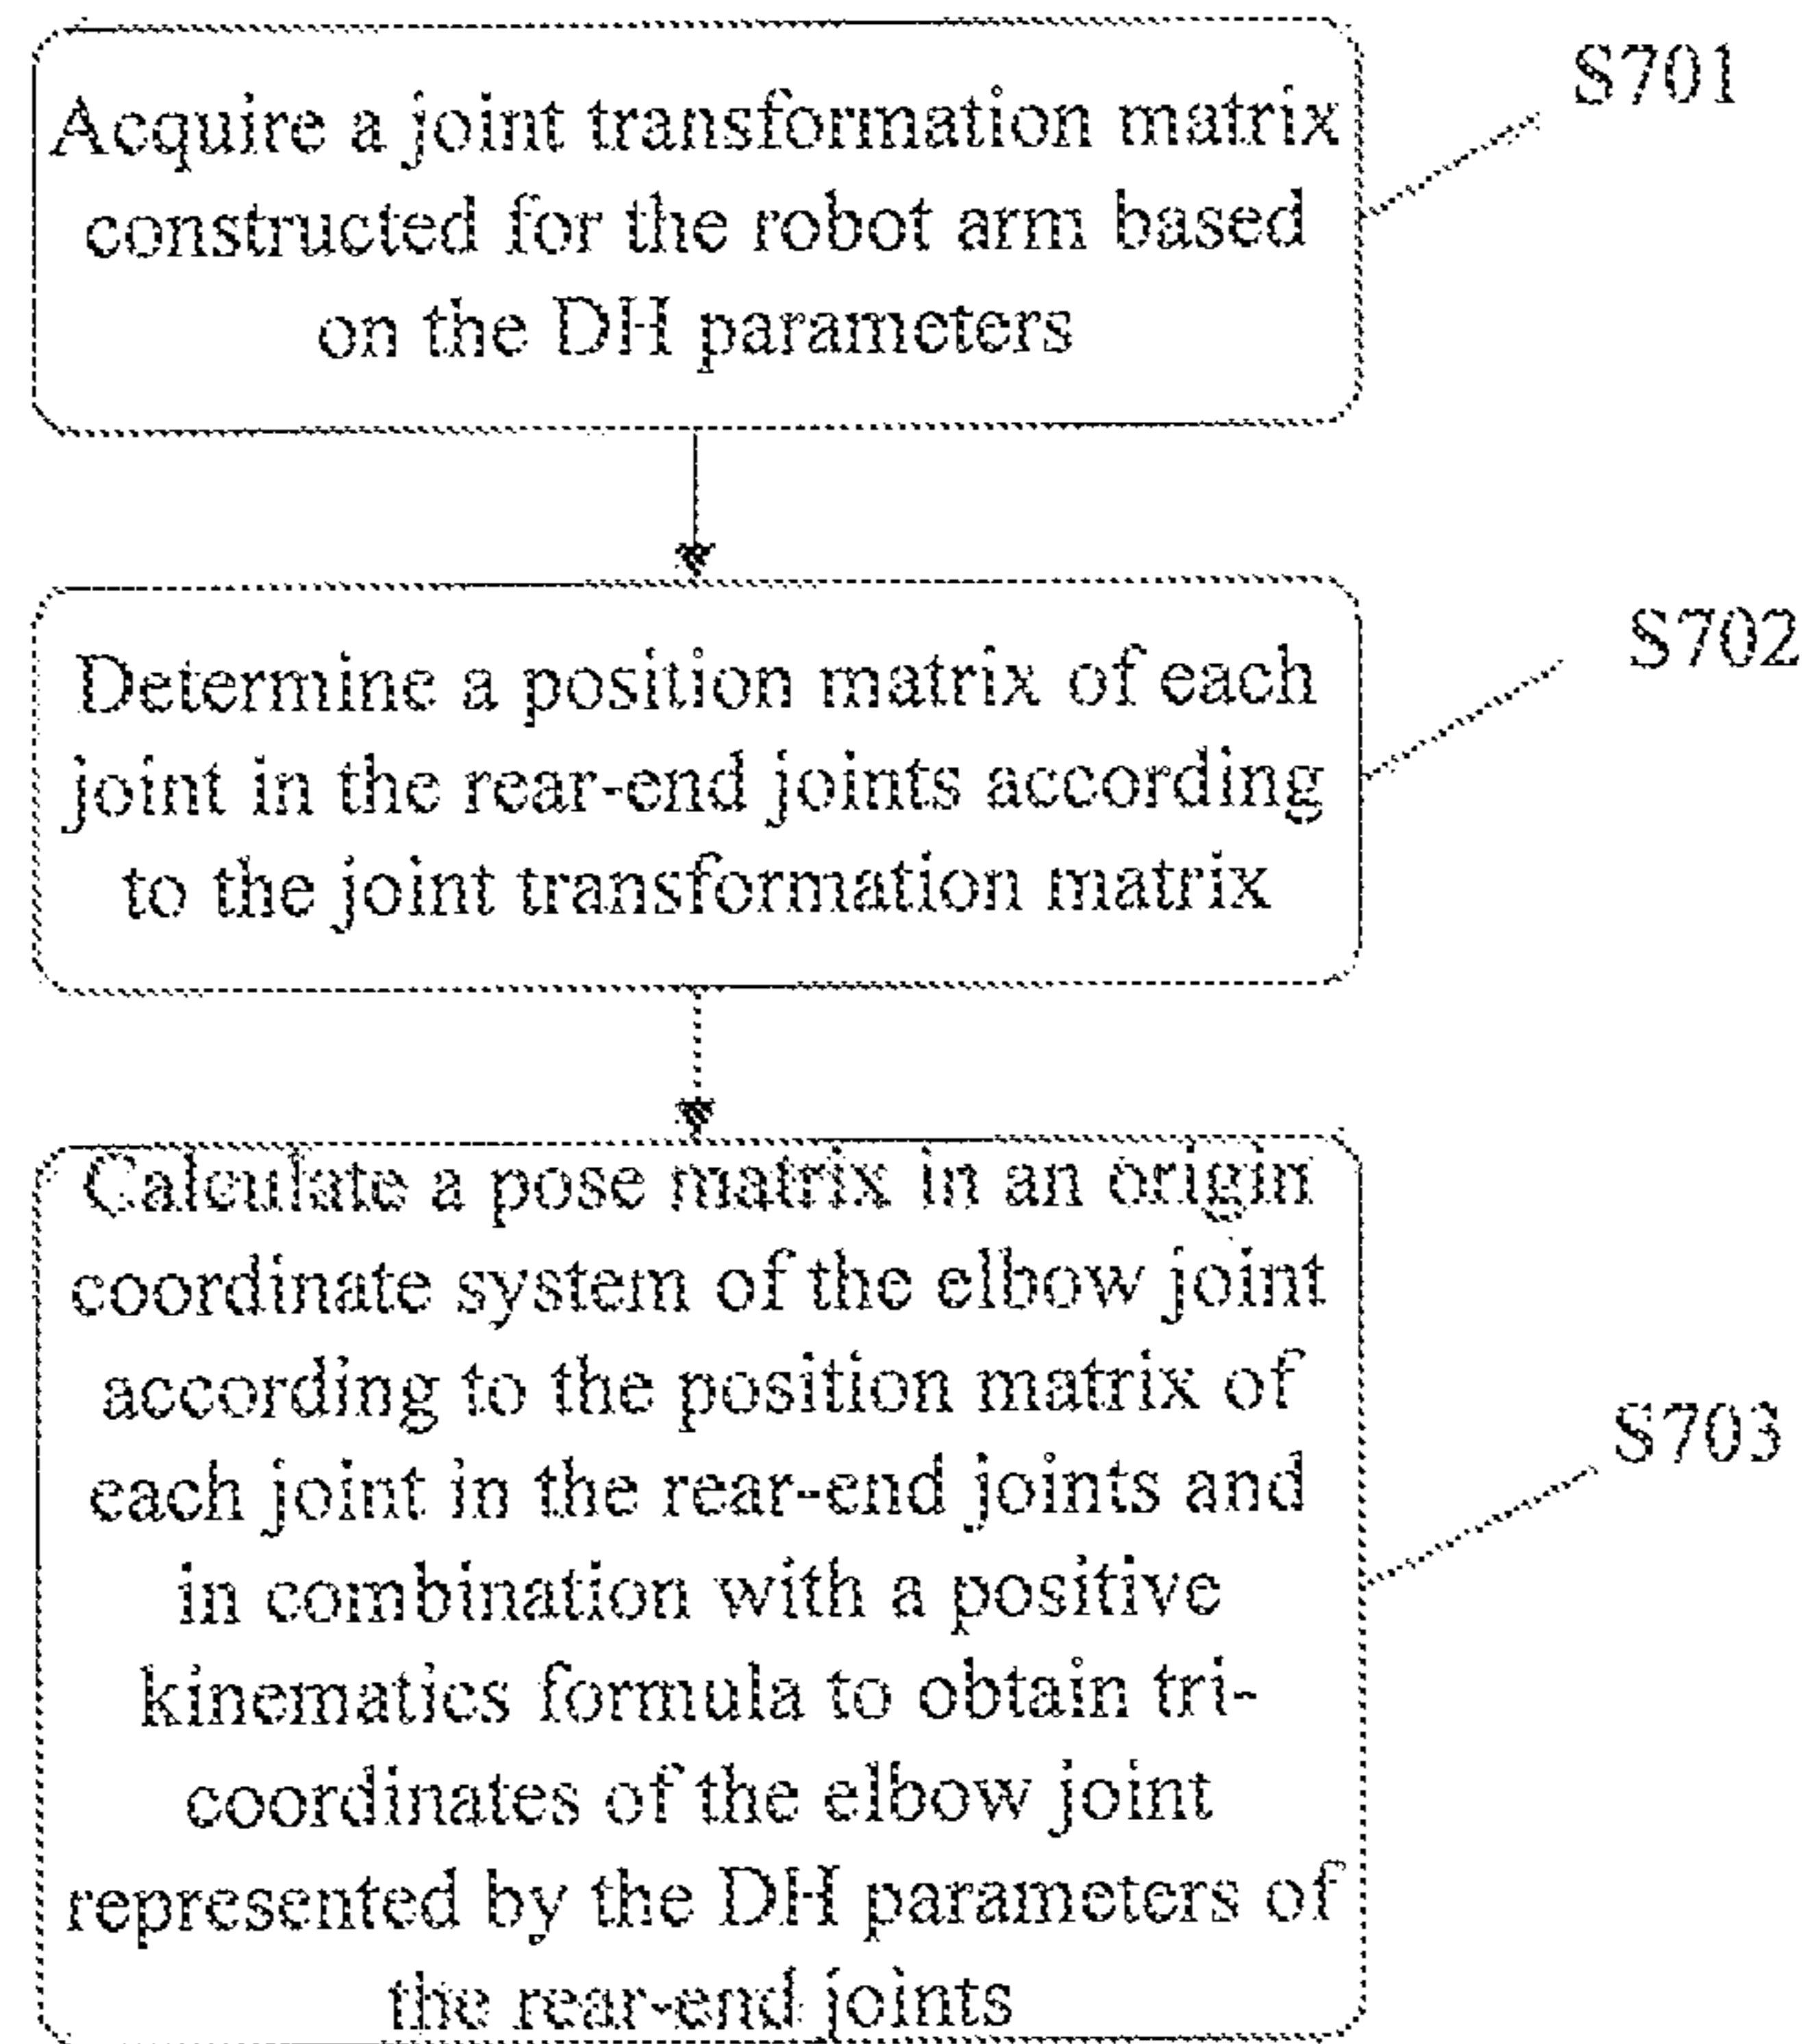 Acquire a joint transformation matrix
constructed for the robot arm based
on the DH parameters
S701
Determine a position matrix of each
joint in the rear-end joints according
to the joint transformation matrix
S702
Calculate a pose matrix in an origin
coordinate system of the elbow joint
according to the position matrix of
each joint in the rear-end joints and
in combination with a positive
kinematics formula to obtain tri-
coordinates of the elbow joint
represented by the DH parameters of
the rear-end joints
S703